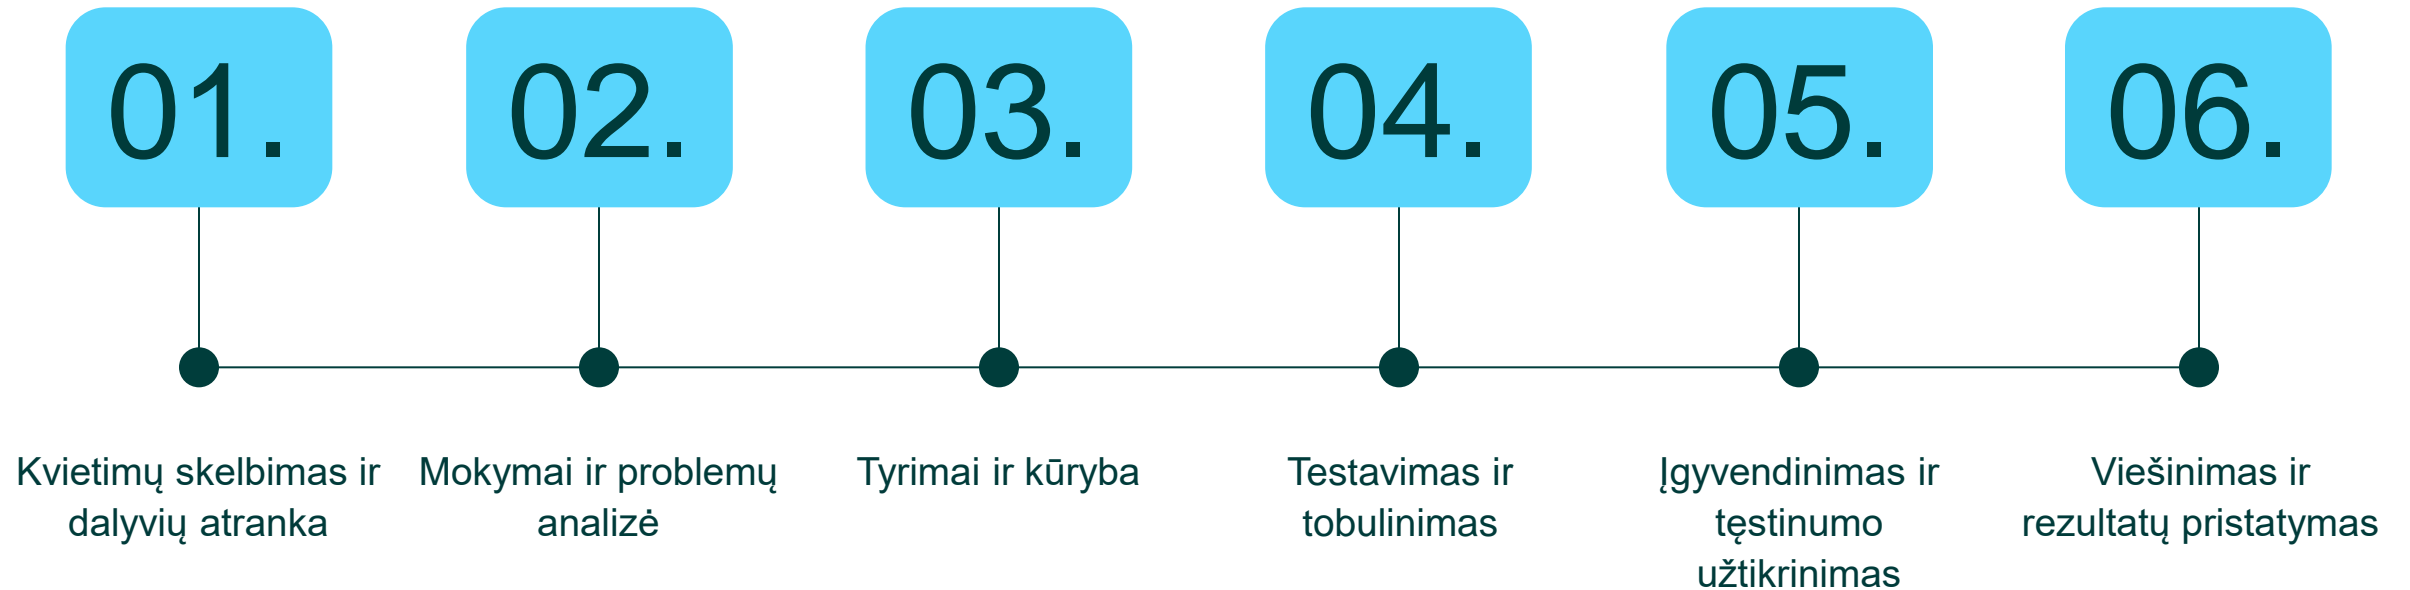 01.
02.
03.
04.
05.
06.
Kvietimų skelbimas ir
dalyvių atranka
Mokymai ir problemų
analizė
Tyrimai ir kūryba
Testavimas ir
tobulinimas
Įgyvendinimas ir
tęstinumo
užtikrinimas
Viešinimas ir
rezultatų pristatymas